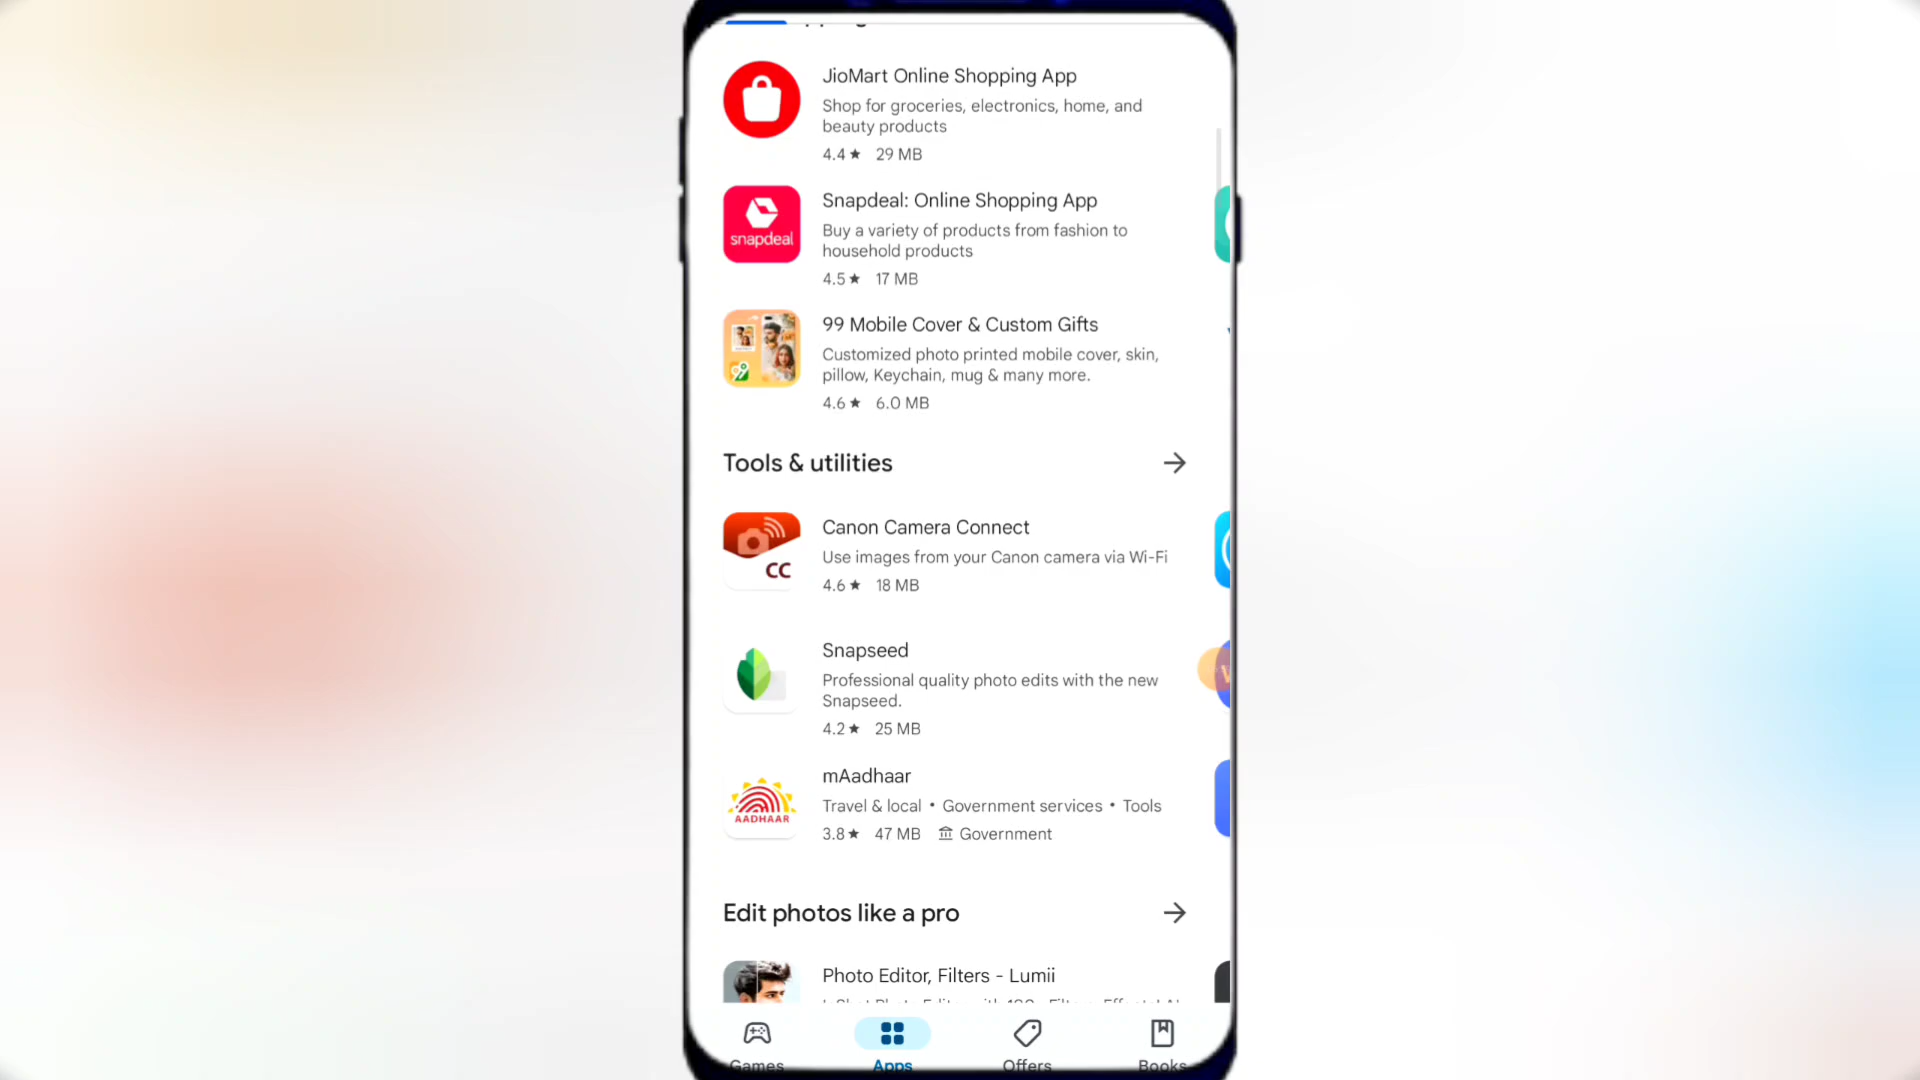 JioMart Online Shopping App
Shop for groceries, electronics, home, and
beauty products
4.4★ 29 MB
snapdeal
Snapdeal: Online Shopping App
Buy a variety of products from fashion to
household products
4.5★ 17 MB
99 Mobile Cover & Custom Gifts
Customized photo printed mobile cover, skin,
pillow, Keychain, mug & many more.
4.6★ 6.0 MB
Tools & utilities
CC
Canon Camera Connect
Use images from your Canon camera via Wi-Fi
4.6★ 18 MB
Snapseed
Professional quality photo edits with the new
Snapseed.
4.2★ 25 MB
AADHAAR
mAadhaar
Travel & local • Government services • Tools
3.8★ 47 MB Government
Edit photos like a pro
Photo Editor, Filters - Lumii
Games Apps Offers Books